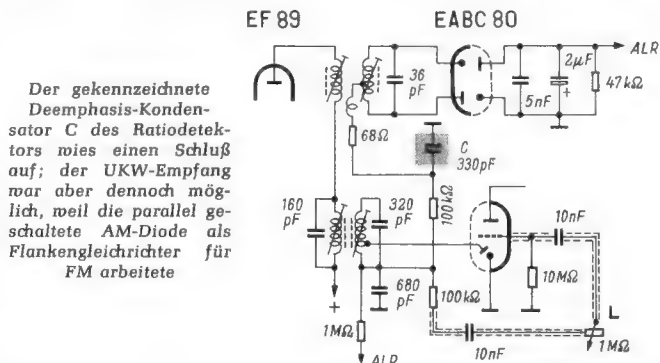 EF 89
EABC 80
ALR
Der gekennzeichnete
Deemphasis-Konden-
sator C des Ratiodetek-
tors wies einen Schluß
auf; der UKW-Empfang
war aber dennoch mög-
lich, weil die parallel ge-
schaltete AM-Diode als
Flankengleichrichter für
FM arbeitete
36
pF
5nF
2µF
+
47kΩ
68Ω
C
330pF
160
pF
320
pF
100kΩ
10nF
10MΩ
680
pF
+
100kΩ
L
1MΩ
1MΩ
10nF
ALR